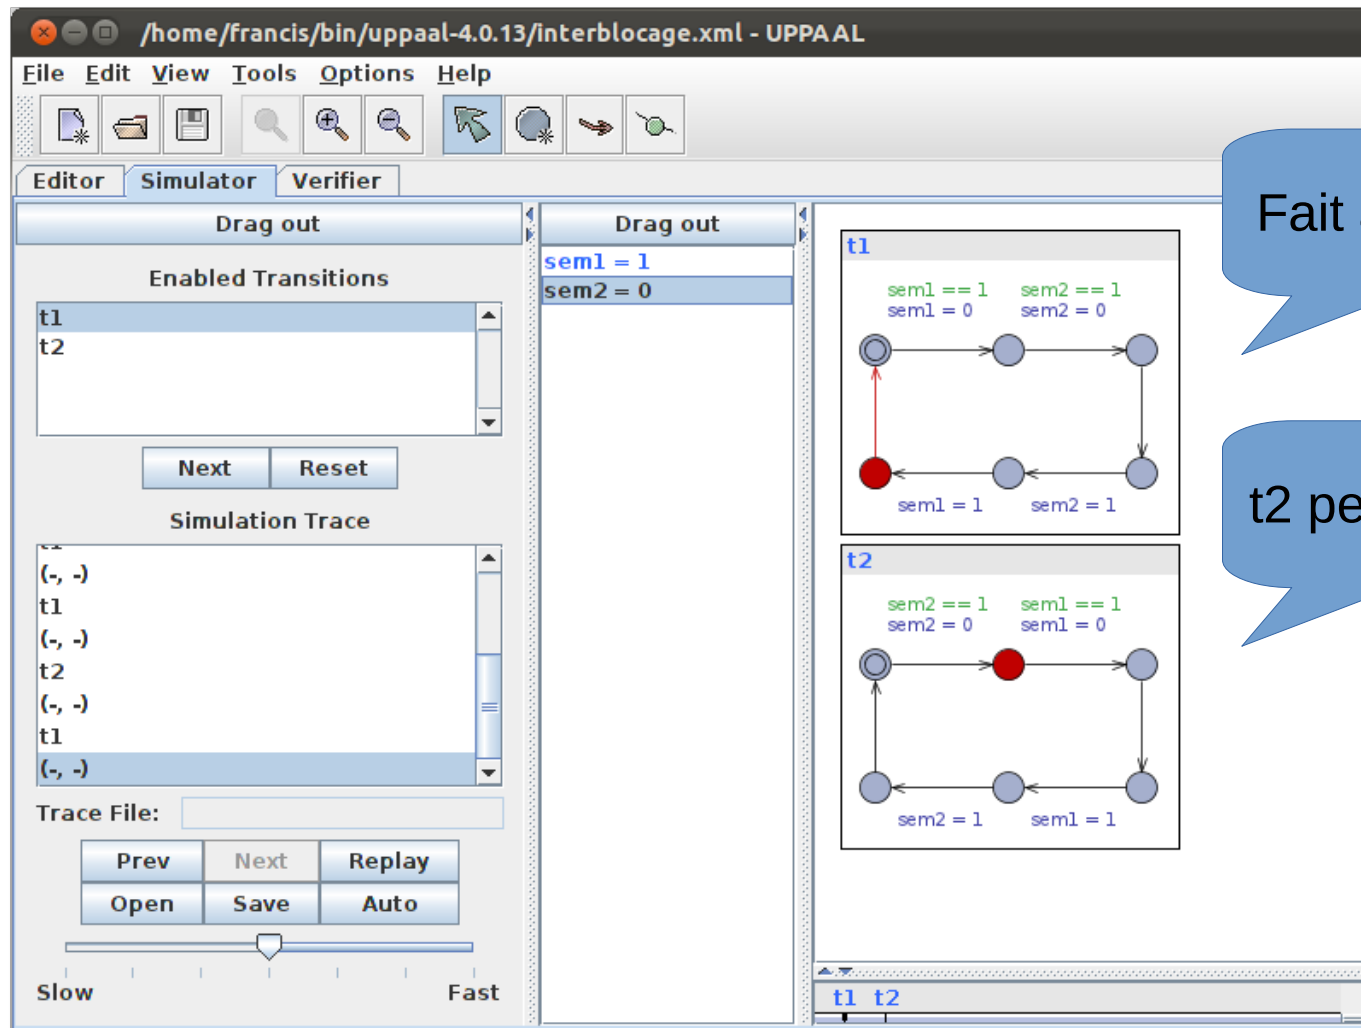 /home/francis/bin/uppaal-4.0.13/interblocage.xml - UPPAAL
File Edit View Tools Options Help
Editor Simulator Verifier
Drag out
Enabled Transitions
t1
t2
Next Reset
Simulation Trace
t1
(-, -)
t1
(-, -)
t2
(-, -)
t1
(-, -)
Trace File:
Prev Next Replay
Open Save Auto
Slow Fast
Drag out
sem1 = 1
sem2 = 0
t1
sem1 == 1 sem2 == 1
sem1 = 0 sem2 = 0
sem1 = 1 sem2 = 1
t2
sem2 == 1 sem1 == 1
sem2 = 0 sem1 = 0
sem2 = 1 sem1 = 1
t1 t2
Fait
t2 pe